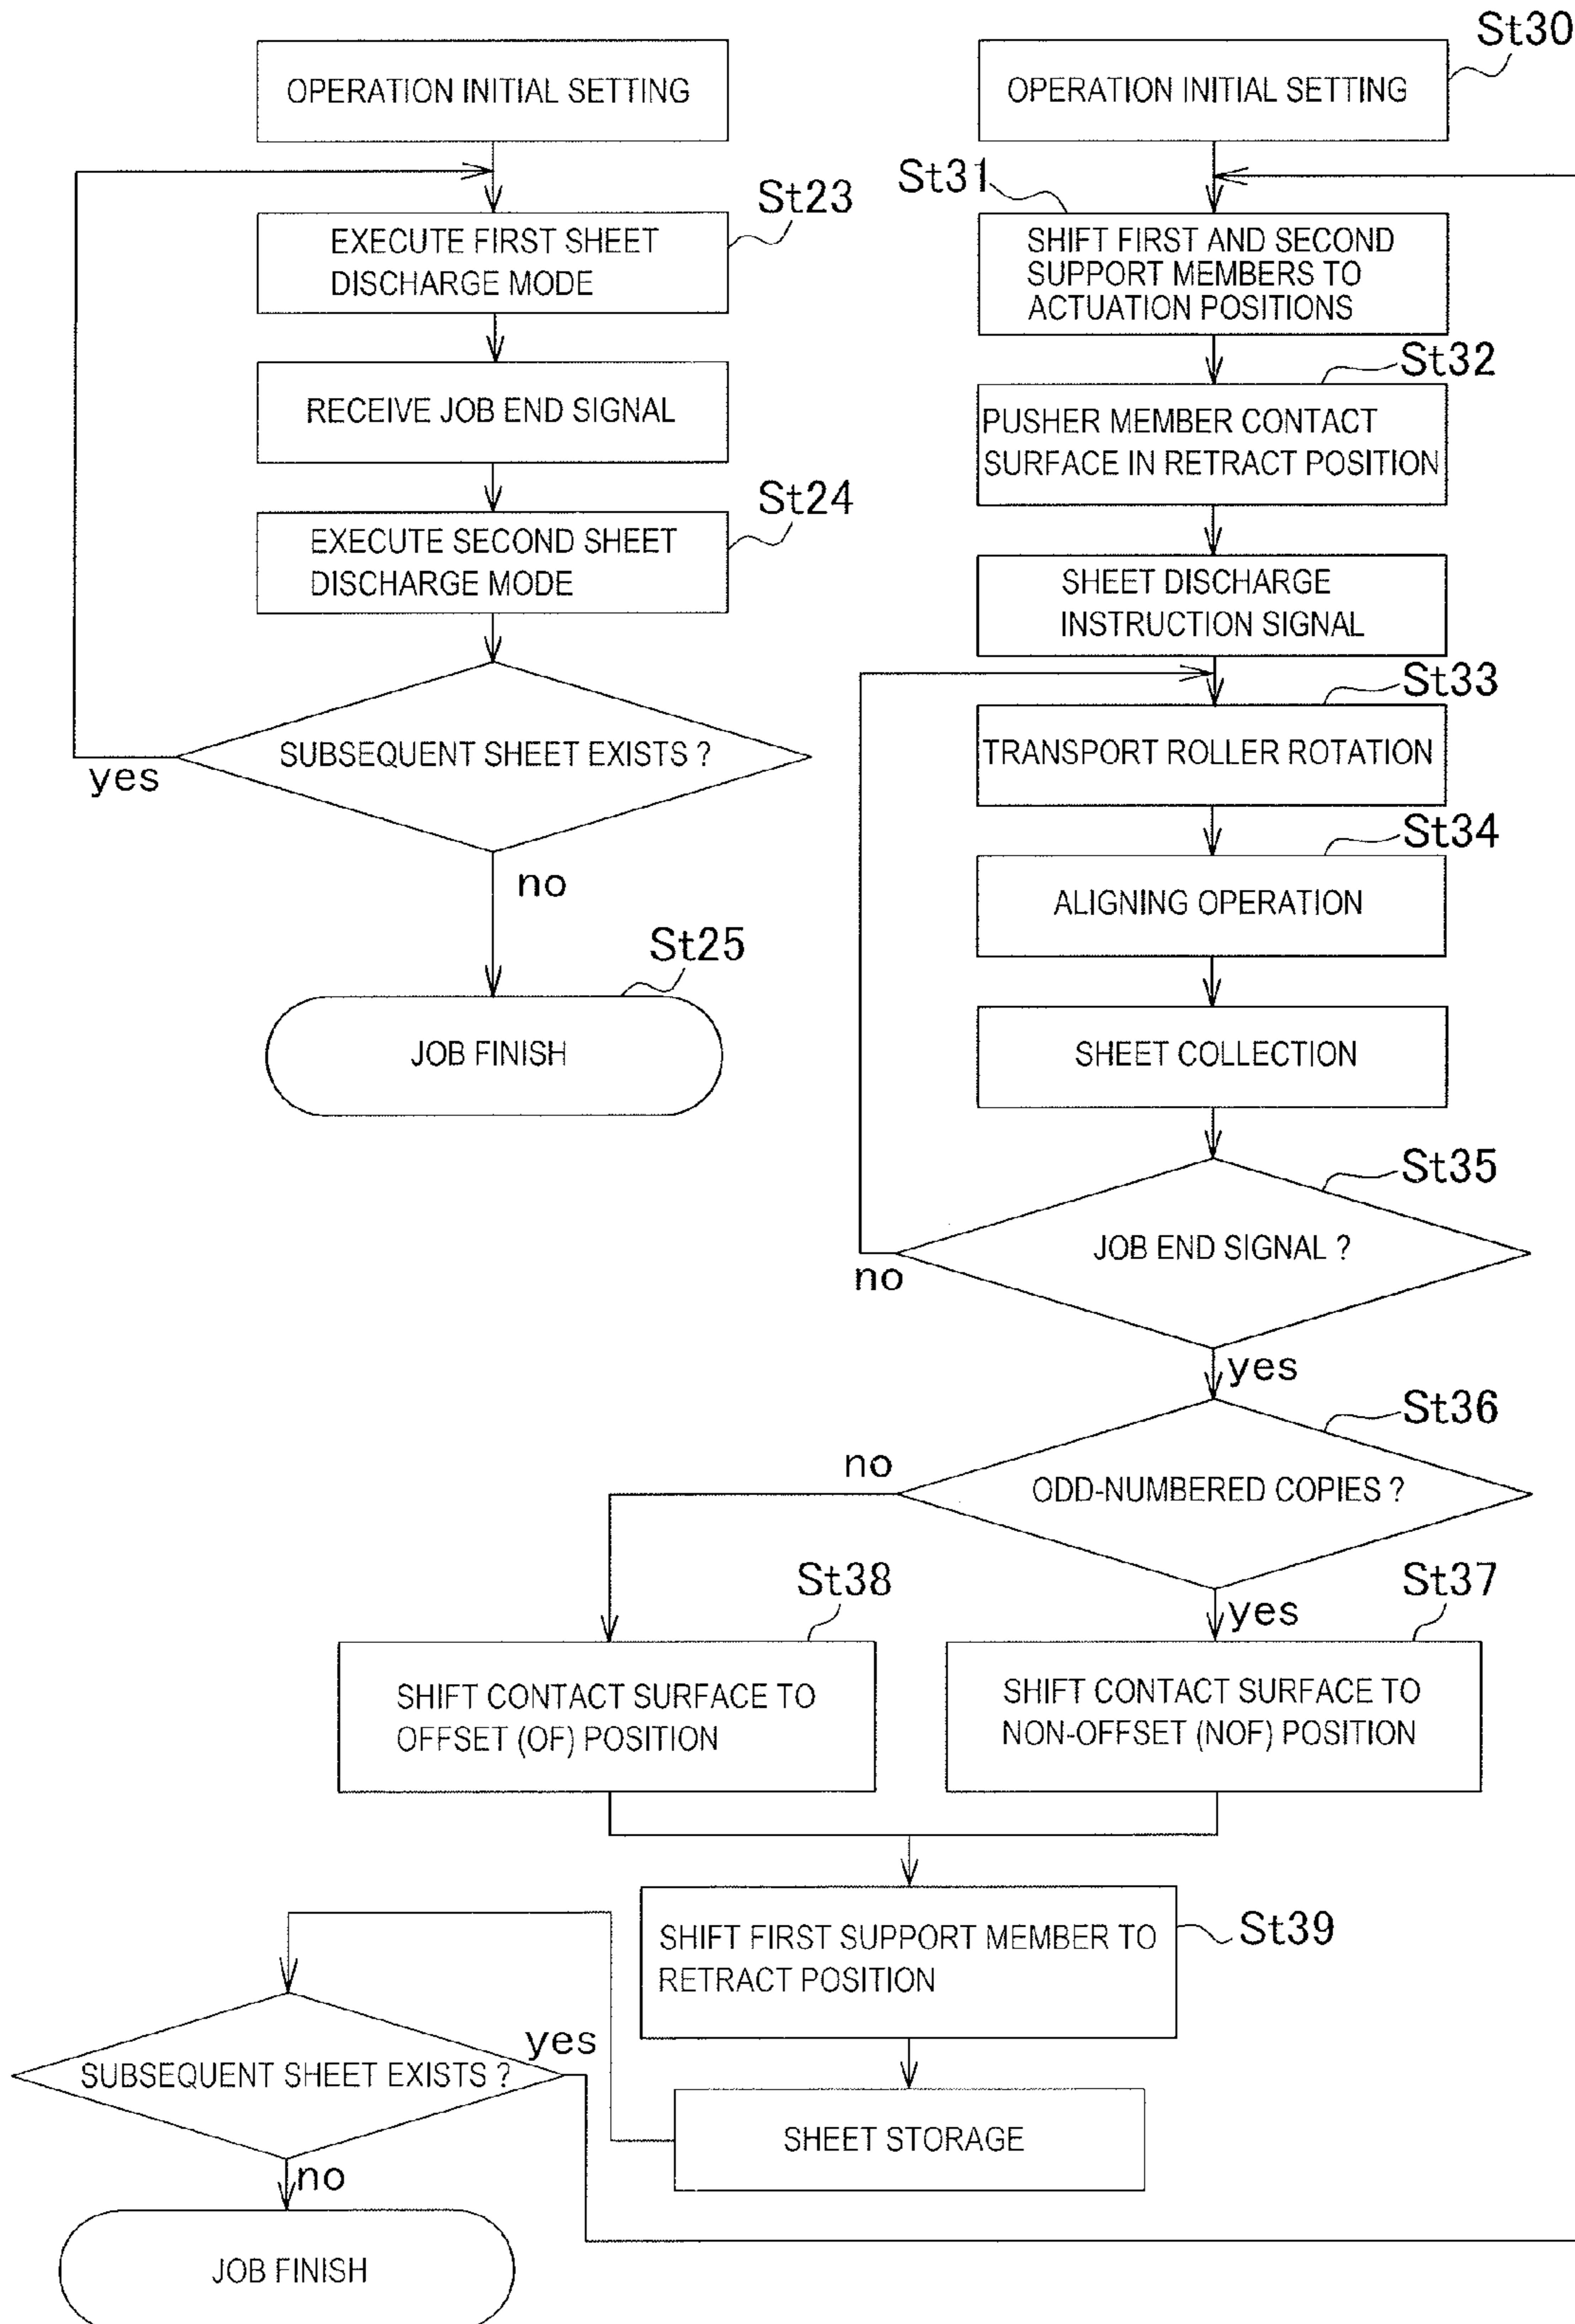 OPERATION INITIAL SETTING
St23
EXECUTE FIRST SHEET
DISCHARGE MODE
RECEIVE JOB END SIGNAL
St24
EXECUTE SECOND SHEET
DISCHARGE MODE
SUBSEQUENT SHEET EXISTS ?
yes
no
St25
JOB FINISH
St30
OPERATION INITIAL SETTING
St31
SHIFT FIRST AND SECOND
SUPPORT MEMBERS TO
ACTUATION POSITIONS
St32
PUSHER MEMBER CONTACT
SURFACE IN RETRACT POSITION
SHEET DISCHARGE
INSTRUCTION SIGNAL
St33
TRANSPORT ROLLER ROTATION
St34
ALIGNING OPERATION
SHEET COLLECTION
St35
JOB END SIGNAL ?
no
yes
St36
ODD-NUMBERED COPIES ?
no
yes
St38
SHIFT CONTACT SURFACE TO
OFFSET (OF) POSITION
St37
SHIFT CONTACT SURFACE TO
NON-OFFSET (NOF) POSITION
St39
SHIFT FIRST SUPPORT MEMBER TO
RETRACT POSITION
SHEET STORAGE
SUBSEQUENT SHEET EXISTS ?
yes
no
JOB FINISH